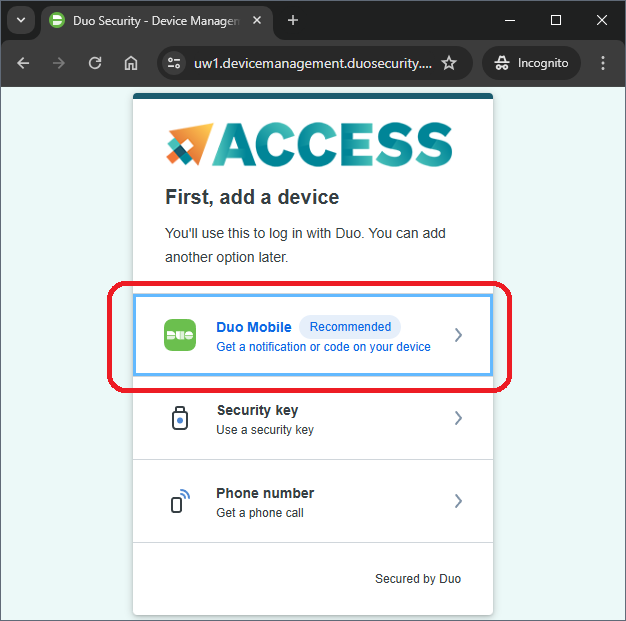 Duo Security - Device Managem
uw1.devicemanagement.duosecurity....
Incognito
ACCESS
First, add a device
You'll use this to log in with Duo. You can add
another option later.
DUO
Duo Mobile Recommended
Get a notification or code on your device
Security key
Use a security key
Phone number
Get a phone call
Secured by Duo